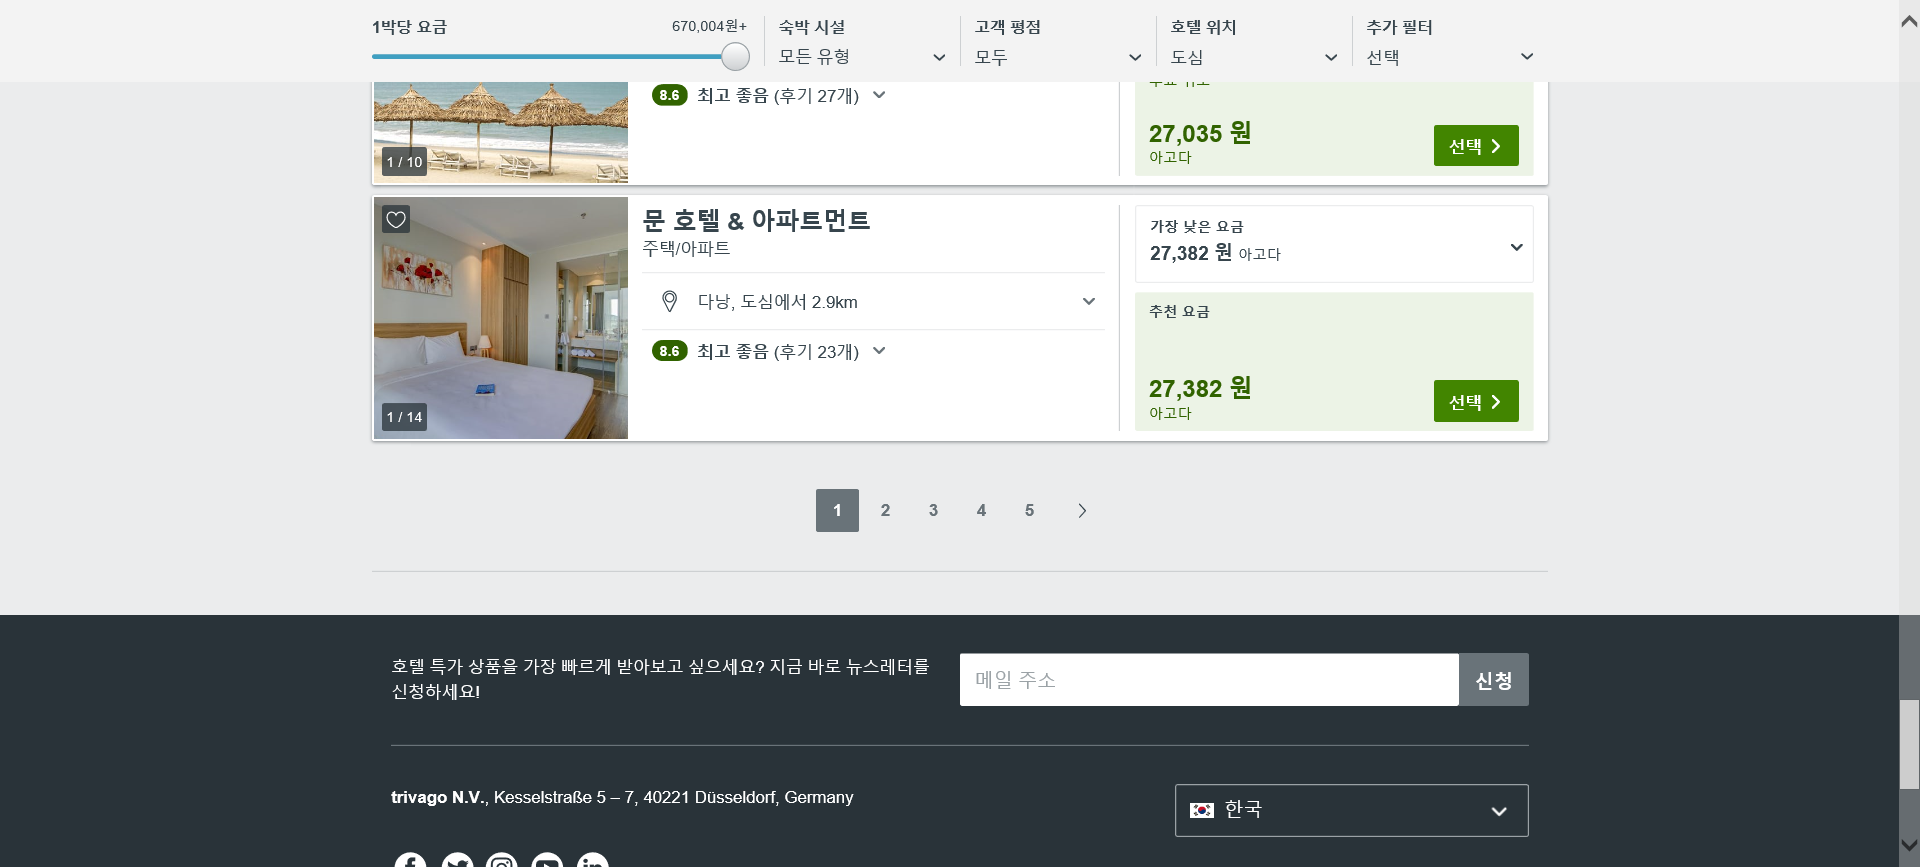 1박당 요금
670,004원+
숙박 시설
모든 유형
고객 평점
모두
호텔 위치
도심
추가 필터
선택
1 / 10
8.6 최고 좋음 (후기 27개)
27,035 원
아고다
선택
문 호텔 & 아파트먼트
주택/아파트
다낭, 도심에서 2.9km
8.6 최고 좋음 (후기 23개)
1 / 14
가장 낮은 요금
27,382 원 아고다
추천 요금
27,382 원
아고다
선택
1 2 3 4 5
호텔 특가 상품을 가장 빠르게 받아보고 싶으세요? 지금 바로 뉴스레터를
신청하세요!
메일 주소
신청
trivago N.V., Kesselstraße 5 – 7, 40221 Düsseldorf, Germany
한국